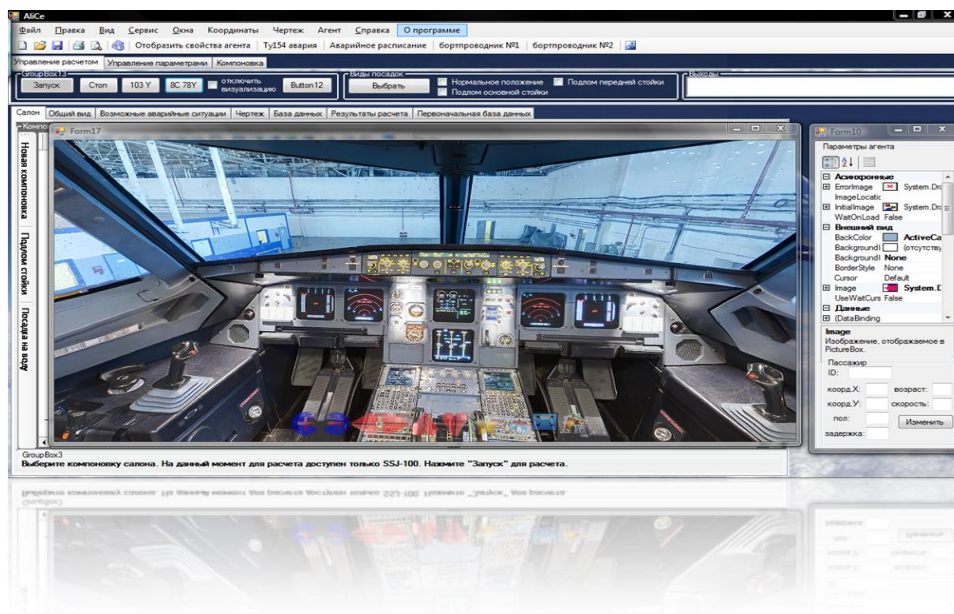 AliCe
Файл Правка Вид Сервис Окна Координаты Чертеж Агент Справка О программе
Отобразить свойства агента Ту154 авария Аварийное расписание бортпроводник №1 бортпроводник №2
Управление расчетом Управление параметрами Компоновка
GroupBox13 Виды посадок Выходы
Запуск Стоп 103 Y 8C 78Y отключить визуализацию Button12 Выбрать Нормальное положение Подлом передней стойки
Подлом основной стойки
Салон Общий вид Возможные аварийные ситуации Чертеж База данных Результаты расчета Первоначальная база данных
Компо
Новая компоновка
Подлом стойки
Посадка на воду
Form17
Form10
Параметры агента
Асинхронные
ErrorImage System.Dra
ImageLocatic
InitialImage System.Dra
WaitOnLoad False
Внешний вид
BackColor ActiveCa
BackgroundI (отсутству
BackgroundI None
BorderStyle None
Cursor Default
Image System.D
UseWaitCurs False
Данные
(DataBinding
Image
Изображение, отображаемое в
PictureBox.
Пассажир
ID:
коорд.X: возраст:
коорд.У: скорость:
пол: Изменить
задержка:
GroupBox3
Выберите компоновку салона. На данный момент для расчета доступен только SSJ-100. Нажмите "Запуск" для расчета.